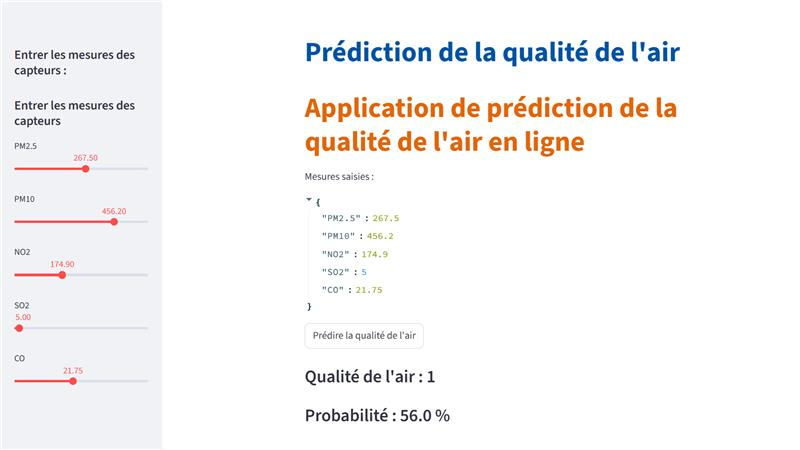 Entrer les mesures des
capteurs :
Entrer les mesures des
capteurs
PM2.5
267.50
PM10
456.20
NO2
174.90
SO2
5.00
CO
21.75
Prédiction de la qualité de l'air
Application de prédiction de la
qualité de l'air en ligne
Mesures saisies :
{
"PM2.5" : 267.5
"PM10" : 456.2
"NO2" : 174.9
"SO2" : 5
"CO" : 21.75
}
Prédire la qualité de l'air
Qualité de l'air : 1
Probabilité : 56.0 %